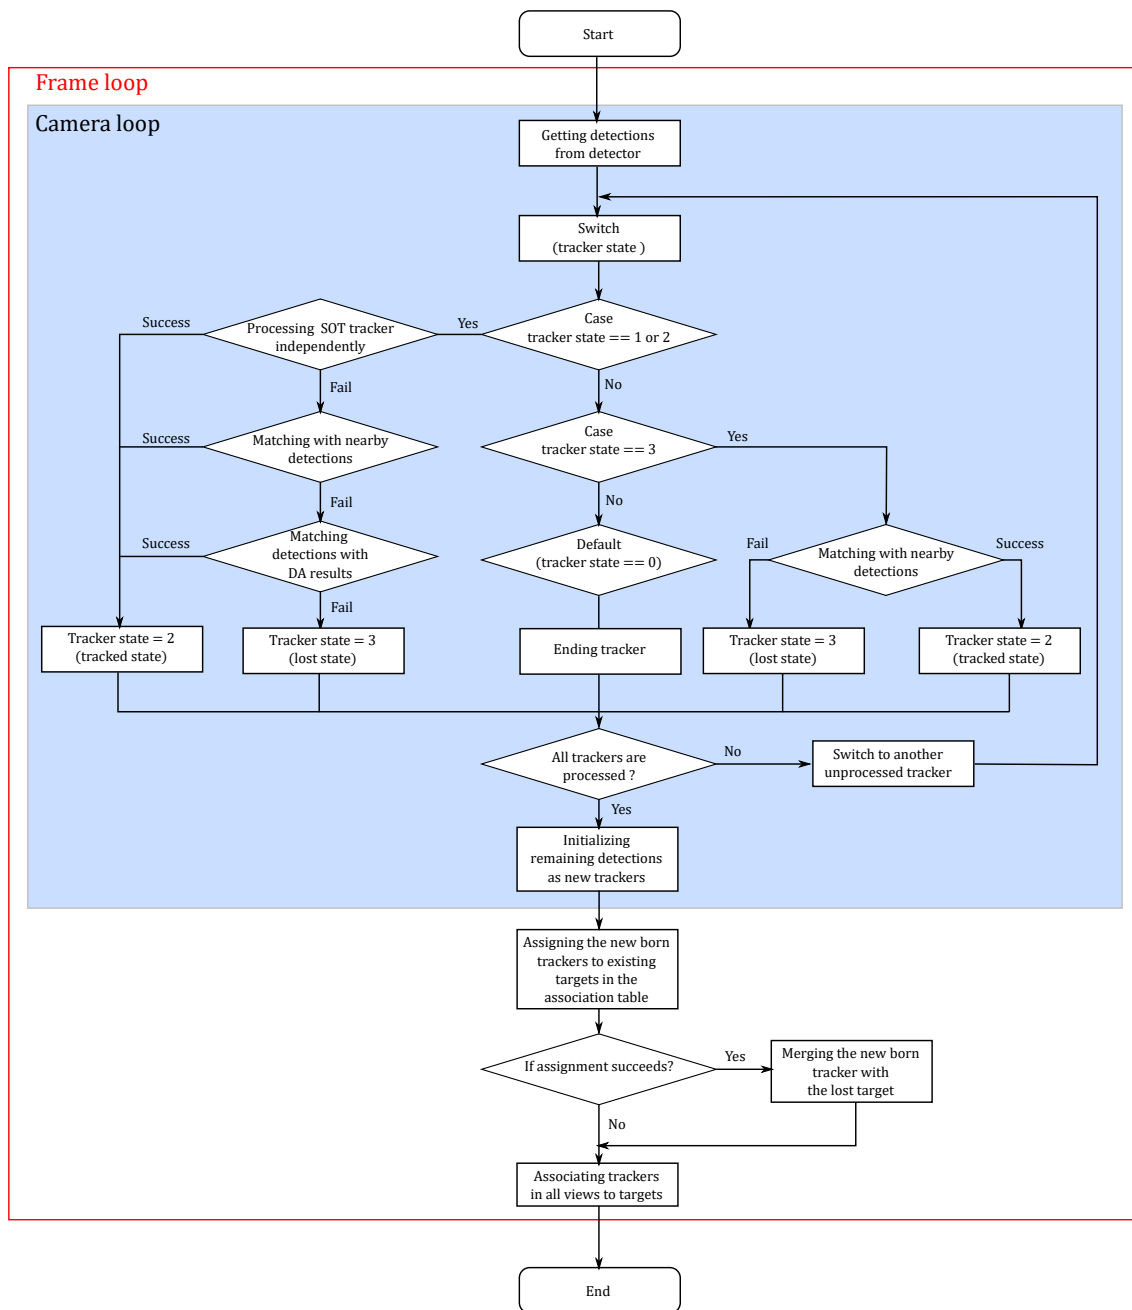 Start
Frame loop
Camera loop
Getting detections
from detector
Switch
(tracker state )
Success
Processing  SOT tracker
independently
Yes
Case
tracker state == 1 or 2
Fail
No
Success
Matching with nearby
detections
Case
tracker state == 3
Yes
Fail
No
Success
Matching
detections with
DA results
Default
(tracker state ==0)
Fail
Matching with nearby
detections
Success
Fail
Tracker state = 2
(tracked state)
Tracker state = 3
(lost state)
Ending tracker
Tracker state = 3
(lost state)
Tracker state = 2
(tracked state)
All trackers are
processed ?
No
Switch to another
unprocessed tracker
Yes
Initializing
remaining detections
as new trackers
Assigning the new born
trackers to existing
targets in the
association table
If assignment succeeds?
Yes
Merging the new born
tracker with
the lost target
No
Associating trackers
in all views to targets
End